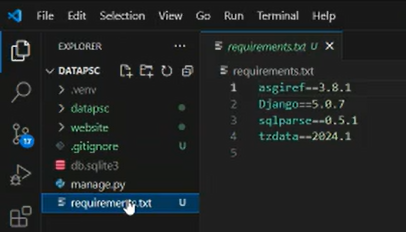 File Edit Selection View Go Run Terminal Help
EXPLORER
requirements.txt U
DATAPSC
requirements.txt
.venv
1 asgiref==3.8.1
datapsc
2 Django==5.0.7
website
3 sqlparse==0.5.1
.gitignore U
4 tzdata==2024.1
17
db.sqlite3
5
manage.py
requirements.txt U